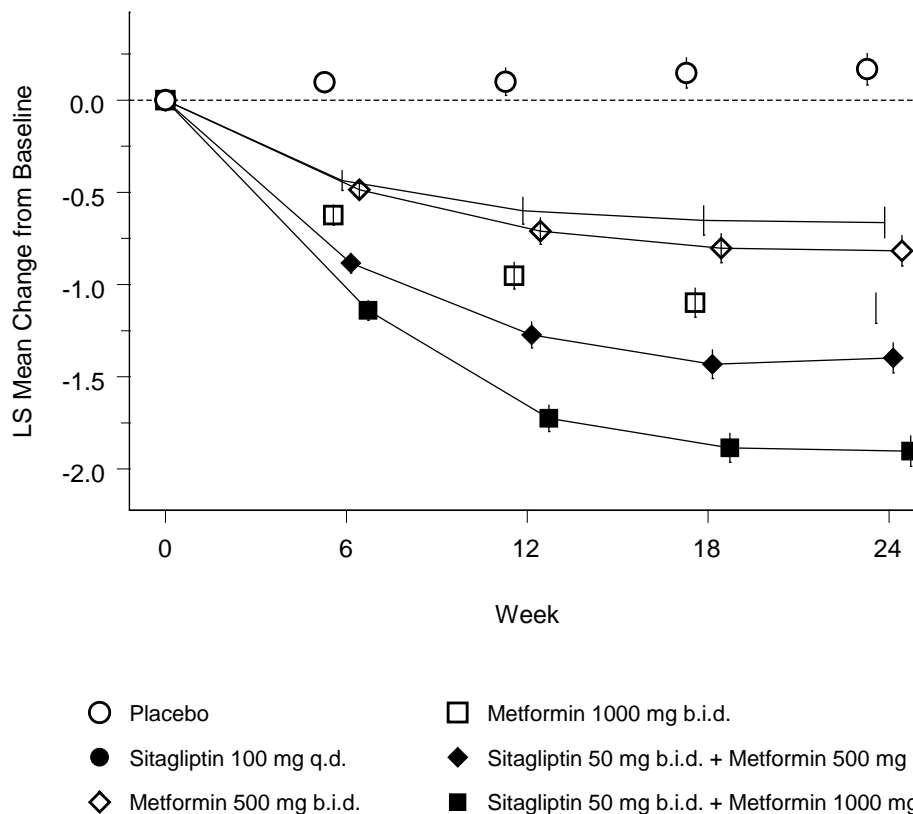 LS Mean Change from Baseline
0.0
-0.5
-1.0
-1.5
-2.0
0 6 12 18 24
Week
Placebo
Sitagliptin 100 mg q.d.
Metformin 500 mg b.i.d.
Metformin 1000 mg b.i.d.
Sitagliptin 50 mg b.i.d. + Metformin 500 mg
Sitagliptin 50 mg b.i.d. + Metformin 1000 mg